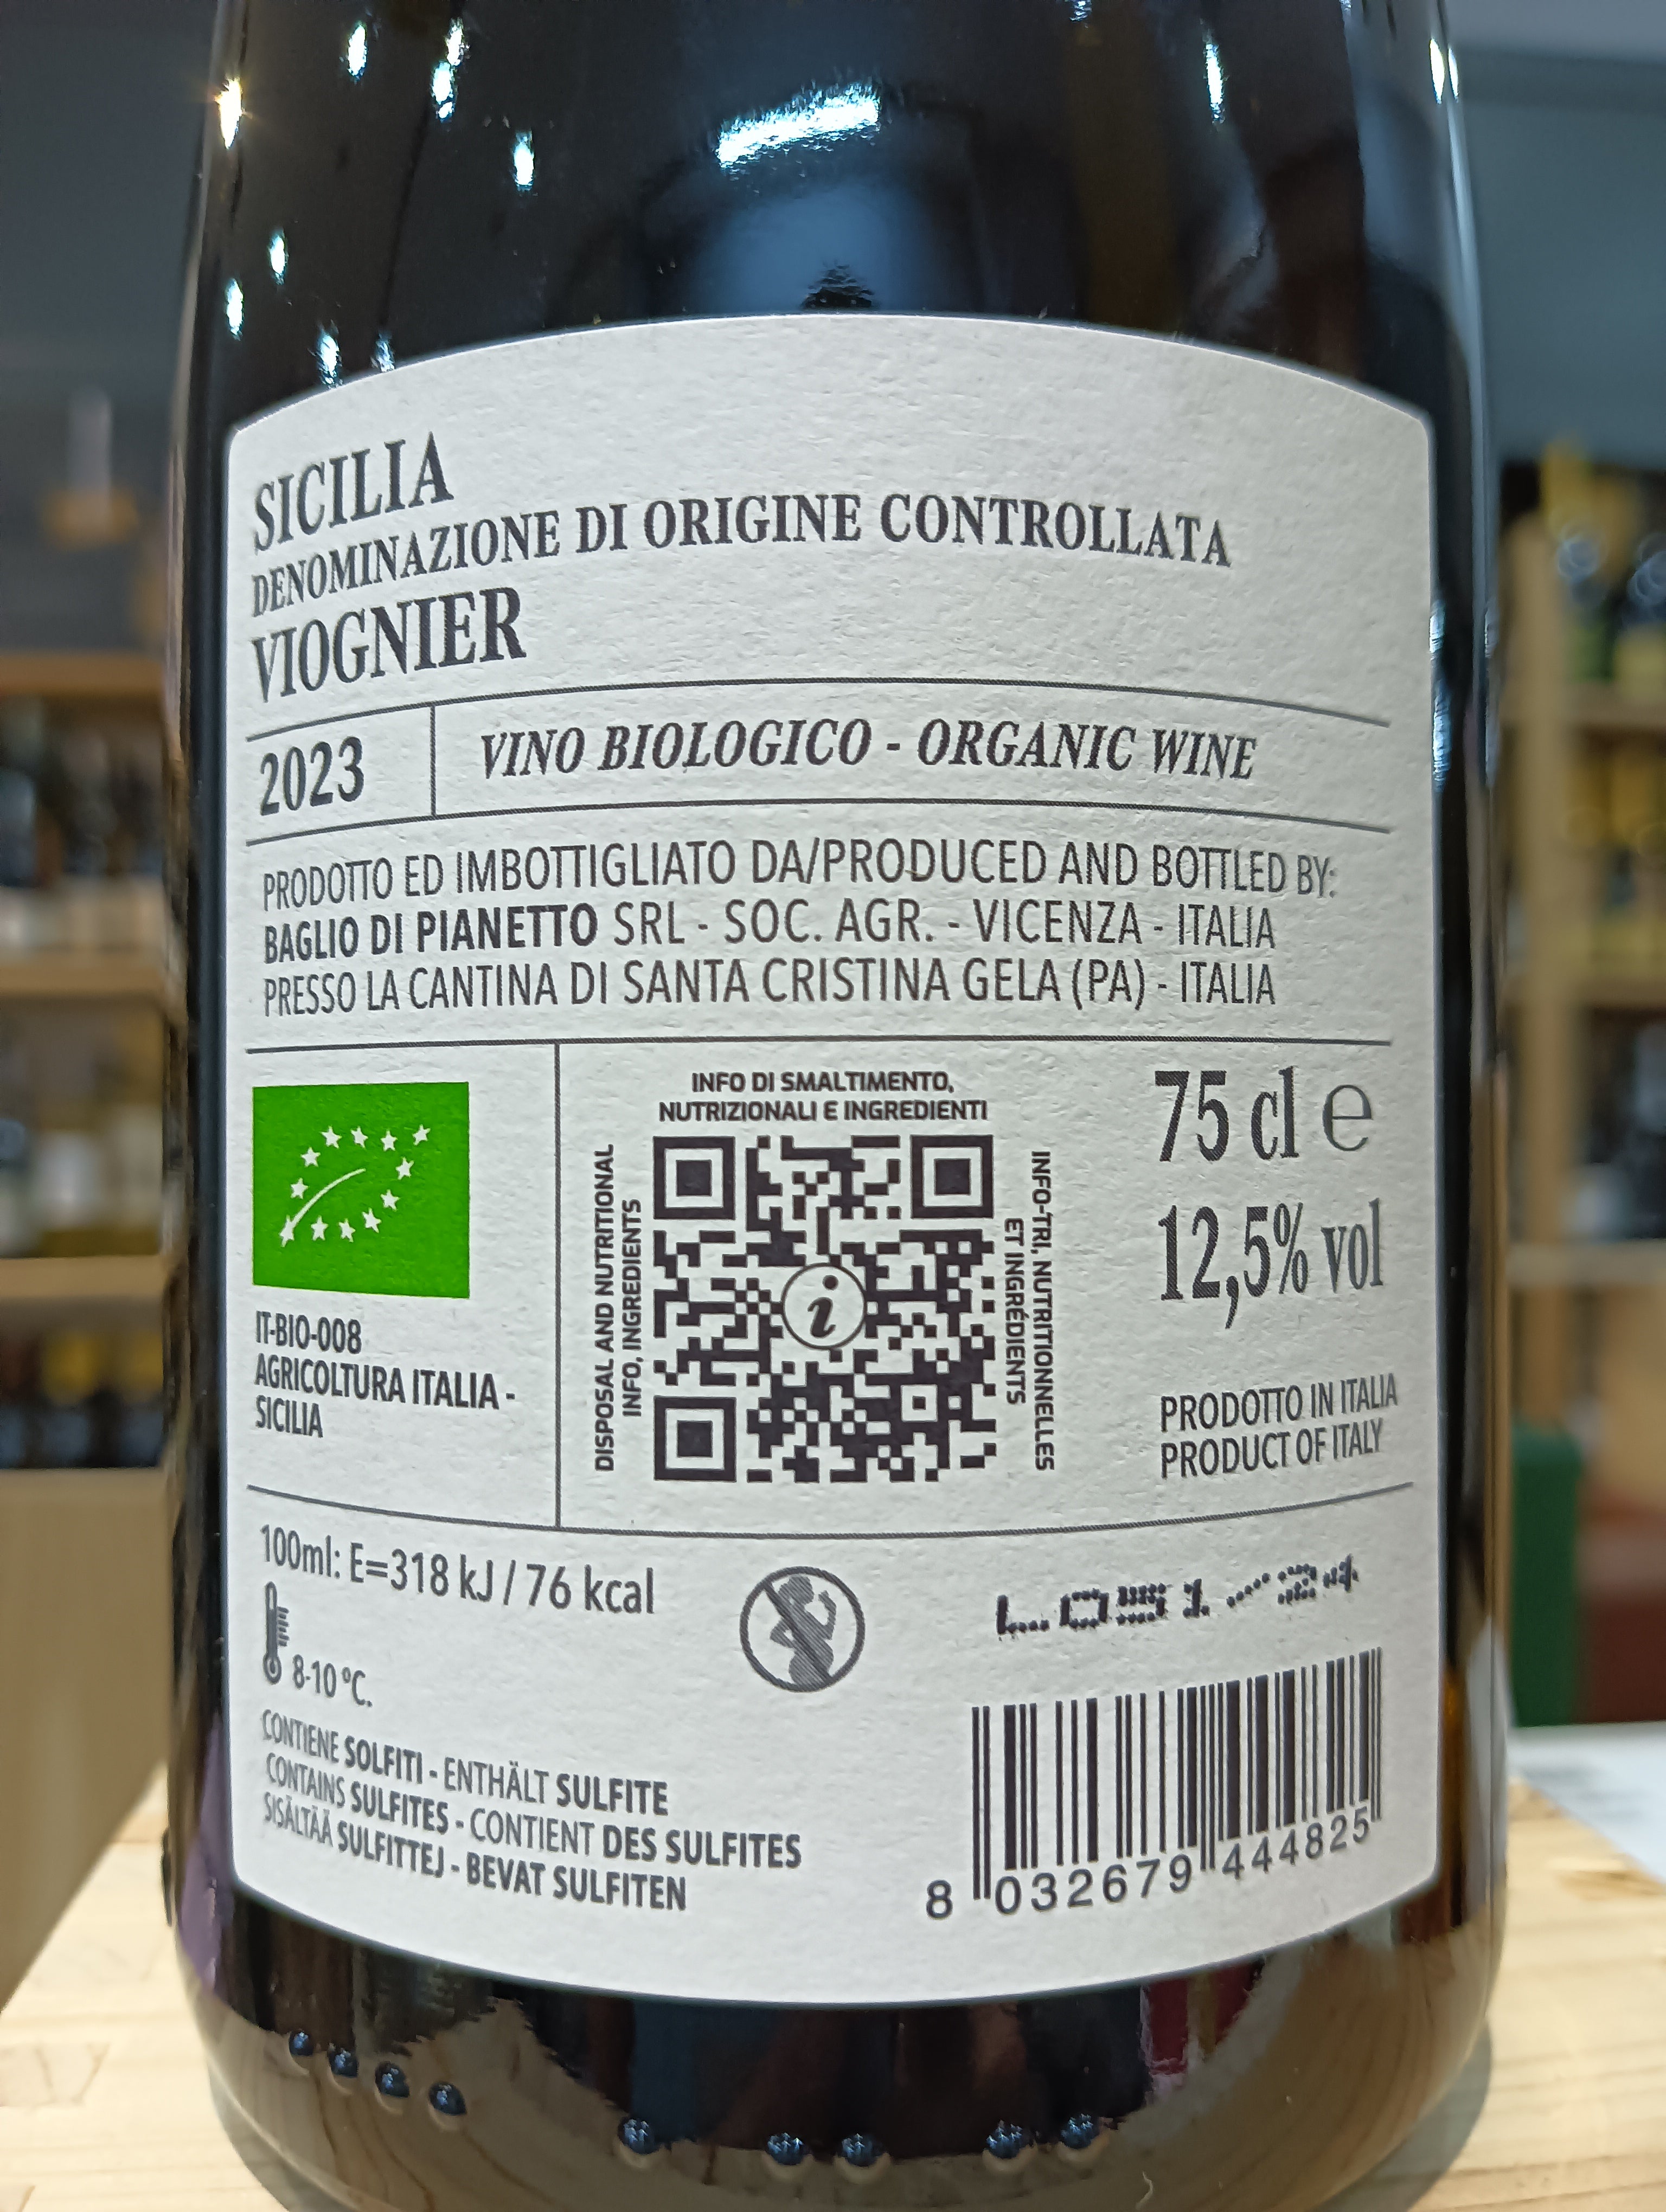 SICILIA
DENOMINAZIONE DI ORIGINE CONTROLLATA
VIOGNIER
2023
VINO BIOLOGICO - ORGANIC WINE
PRODOTTO ED IMBOTTIGLIATO DA/PRODUCED AND BOTTLED BY:
BAGLIO DI PIANETTO SRL - SOC. AGR. - VICENZA - ITALIA
PRESSO LA CANTINA DI SANTA CRISTINA GELA (PA) - ITALIA
IT-BIO-008
AGRICOLTURA ITALIA -
SICILIA
INFO DI SMALTIMENTO,
NUTRIZIONALI E INGREDIENTI
DISPOSAL AND NUTRITIONAL
INFO, INGREDIENTS
i
INFO-TRI, NUTRITIONNELLES
ET INGRÉDIENTS
75 cl e
12,5% vol
PRODOTTO IN ITALIA
PRODUCT OF ITALY
100ml: E=318 kJ / 76 kcal
8-10 °C.
CONTIENE SOLFITI - ENTHÄLT SULFITE
CONTAINS SULFITES - CONTIENT DES SULFITES
SISÄLTÄÄ SULFITTEJ - BEVAT SULFITEN
8 032679 444825